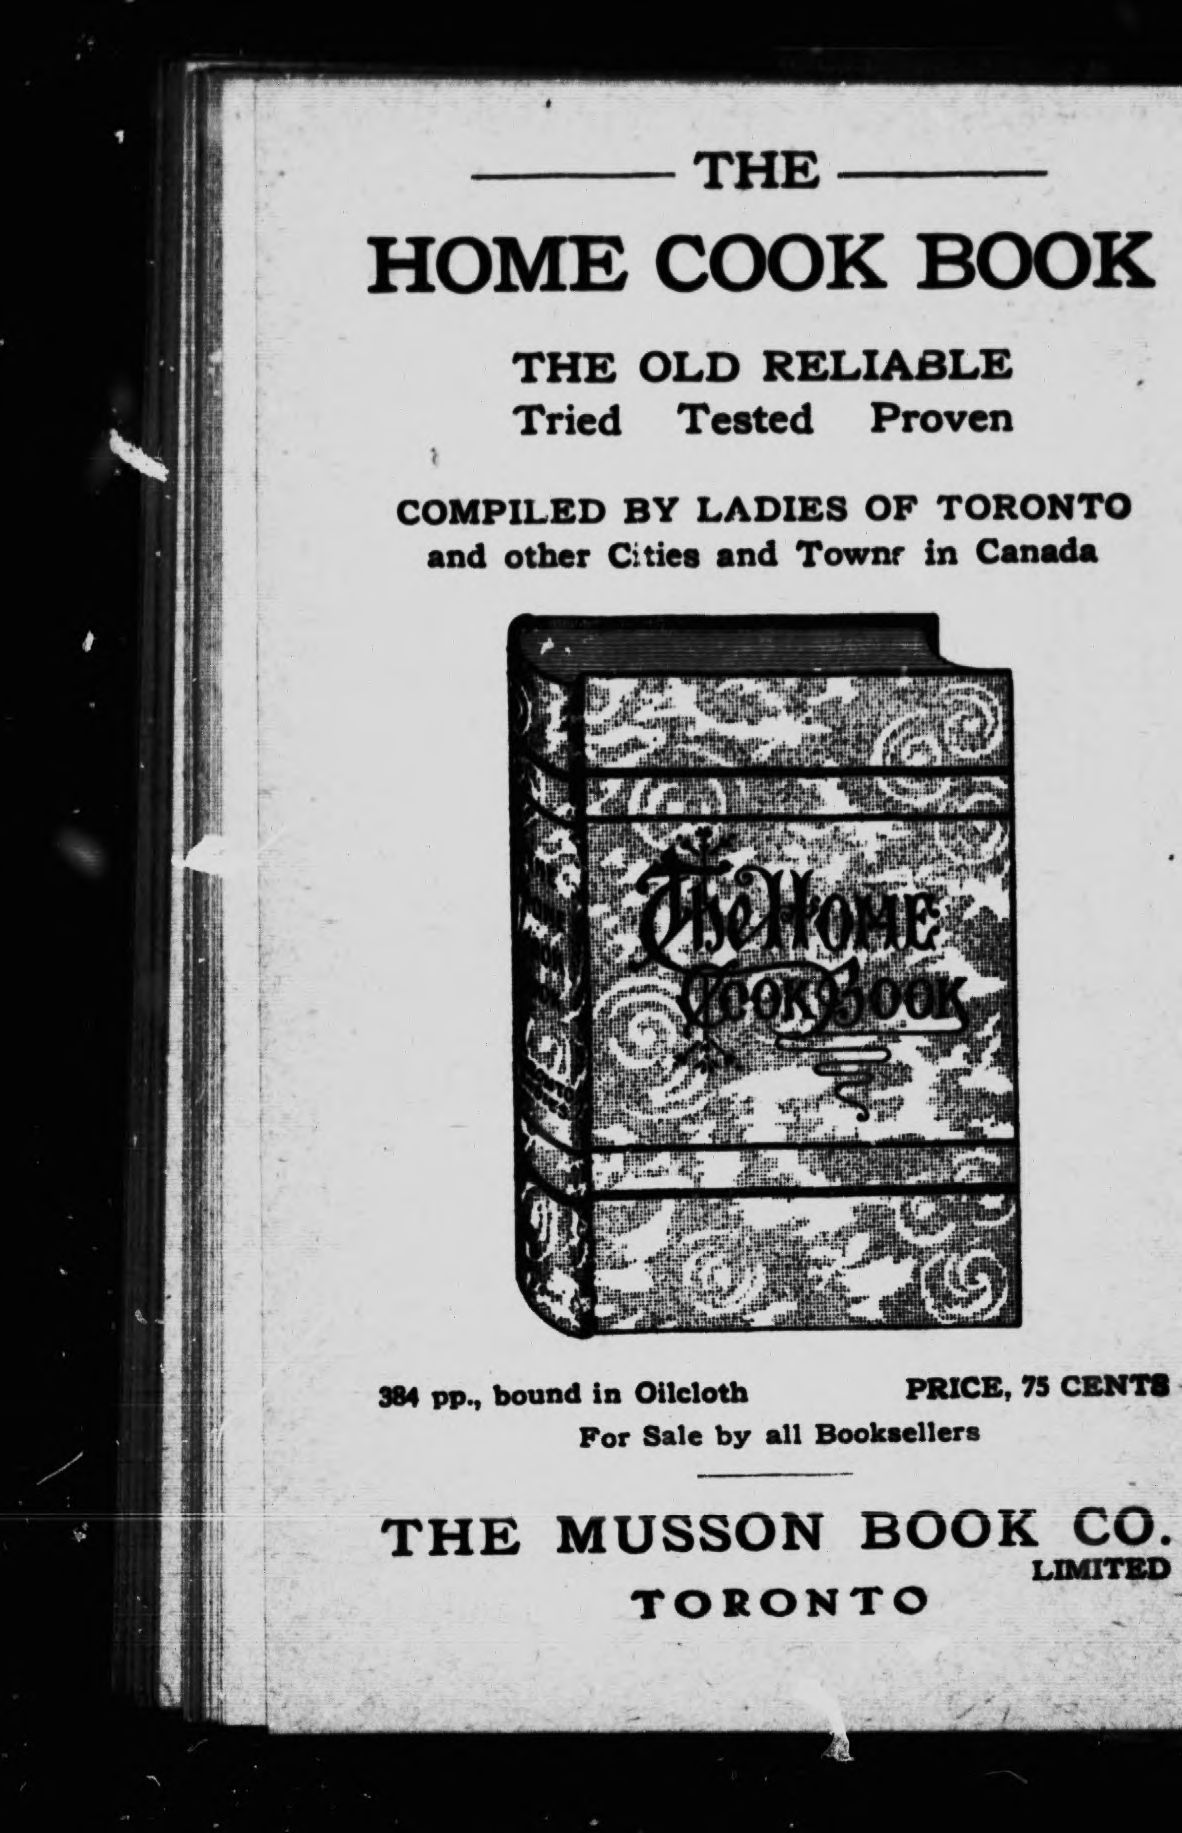 THE
HOME COOK BOOK
THE OLD RELIABLE
Tried Tested Proven
COMPILED BY LADIES OF TORONTO
and other Cities and Towns in Canada
The Home
Cook Book
384 pp., bound in Oilcloth PRICE, 75 CENTS
For Sale by all Booksellers
THE MUSSON BOOK CO.
LIMITED
TORONTO